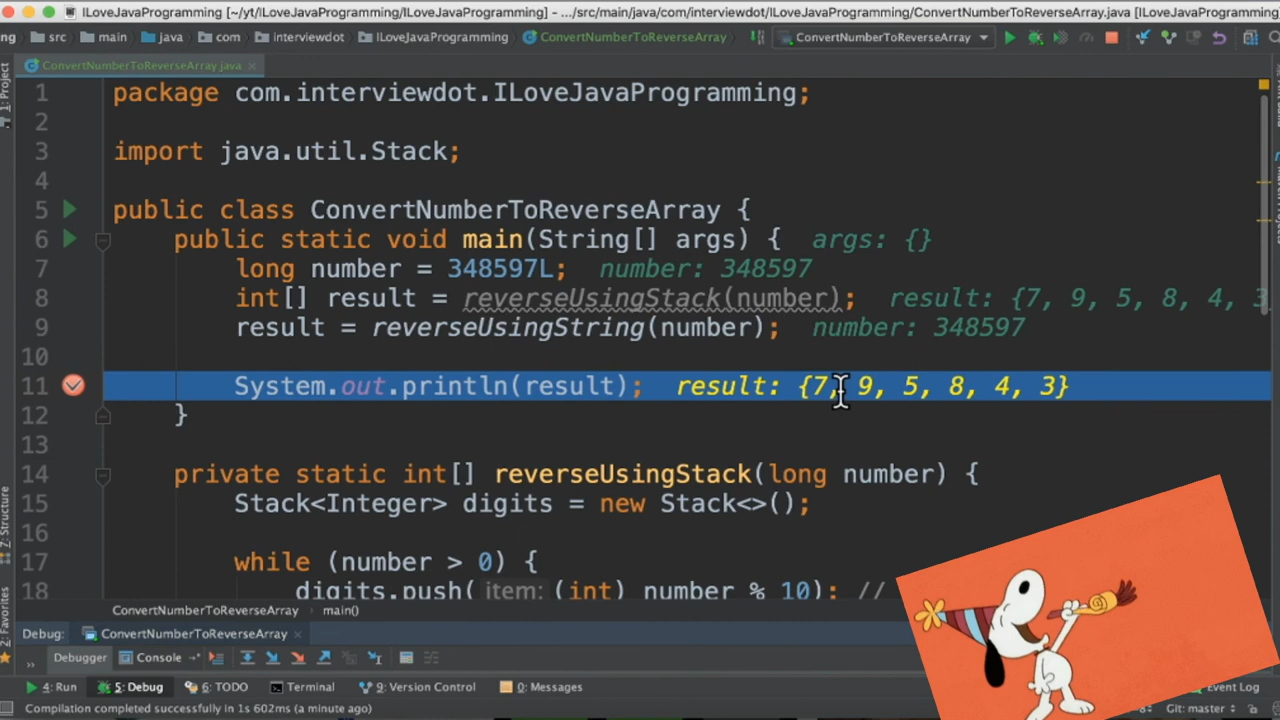 ILoveJavaProgramming [~/yt/ILoveJavaProgramming/ILoveJavaProgramming] - .../src/main/java/com/interviewdot/ILoveJavaProgramming/ConvertNumberToReverseArray.java [ILoveJavaProgramming
ng src main java com interviewdot ILoveJavaProgramming ConvertNumberToReverseArray ConvertNumberToReverseArray
ConvertNumberToReverseArray.java ×
1: Project
1 package com.interviewdot.ILoveJavaProgramming;
2
3 import java.util.Stack;
4
5 public class ConvertNumberToReverseArray {
6 public static void main(String[] args) { args: {}
7 long number = 348597L; number: 348597
8 int[] result = reverseUsingStack(number); result: {7, 9, 5, 8, 4, 3
9 result = reverseUsingString(number); number: 348597
10
11 System.out.println(result); result: {7, 9, 5, 8, 4, 3}
12 }
13
14 private static int[] reverseUsingStack(long number) {
15 Stack<Integer> digits = new Stack<>();
16
17 while (number > 0) {
18 digits.push( item: (int) number % 10); //
7: Structure
2: Favorites
ConvertNumberToReverseArray › main()
Debug: ConvertNumberToReverseArray ×
» Debugger Console
4: Run 5: Debug 6: TODO Terminal 9: Version Control 0: Messages Event Log
Compilation completed successfully in 1s 602ms (a minute ago) Git: master